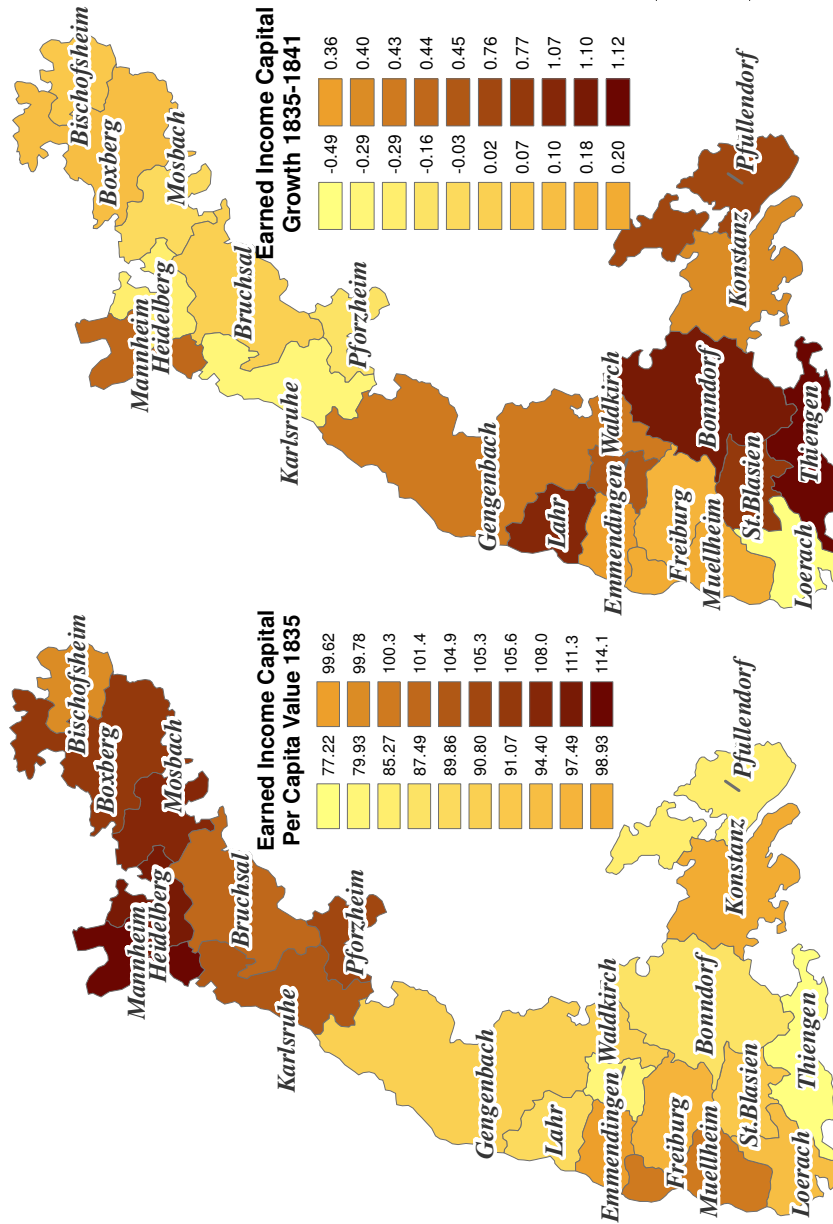 Bischofsheim
Boxberg
Mosbach
Mannheim
Heidelberg
Bruchsal
Pforzheim
Karlsruhe
Gengenbach
Lahr
Waldkirch
Emmendingen
Freiburg
Muellheim
Bonndorf
St.Blasien
Loerach
Thiengen
Konstanz
Pfullendorf
Earned Income Capital
Per Capita Value 1835
77.22 99.62
79.93 99.78
85.27 100.3
87.49 101.4
89.86 104.9
90.80 105.3
91.07 105.6
94.40 108.0
97.49 111.3
98.93 114.1
Bischofsheim
Boxberg
Mosbach
Mannheim
Heidelberg
Bruchsal
Pforzheim
Karlsruhe
Gengenbach
Lahr
Waldkirch
Emmendingen
Freiburg
Muellheim
Bonndorf
St.Blasien
Loerach
Thiengen
Konstanz
Pfullendorf
Earned Income Capital
Growth 1835-1841
-0.49 0.36
-0.29 0.40
-0.29 0.43
-0.16 0.44
-0.03 0.45
0.02 0.76
0.07 0.77
0.10 1.07
0.18 1.10
0.20 1.12